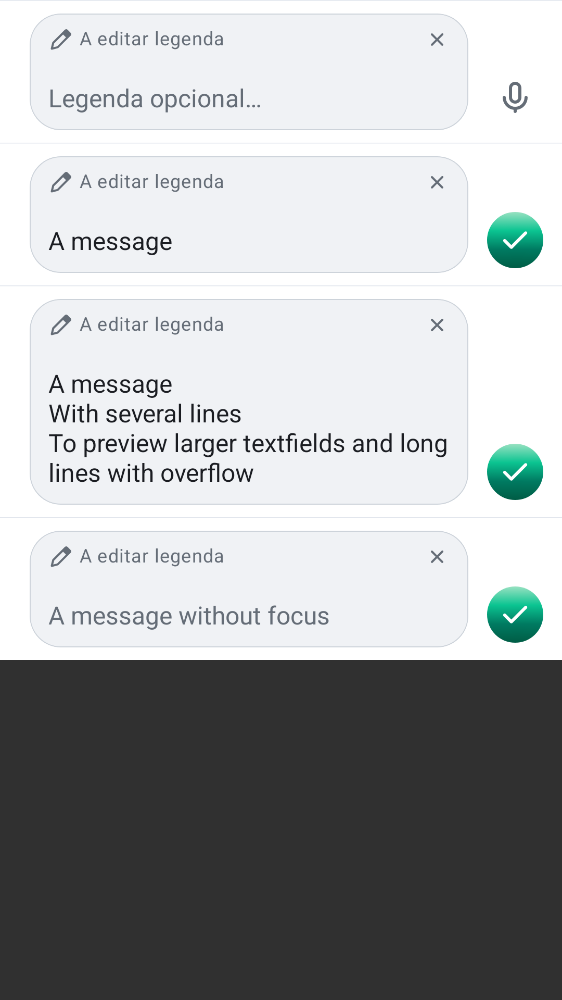 A editar legenda
Legenda opcional…
A editar legenda
A message
A editar legenda
A message
With several lines
To preview larger textfields and long
lines with overflow
A editar legenda
A message without focus